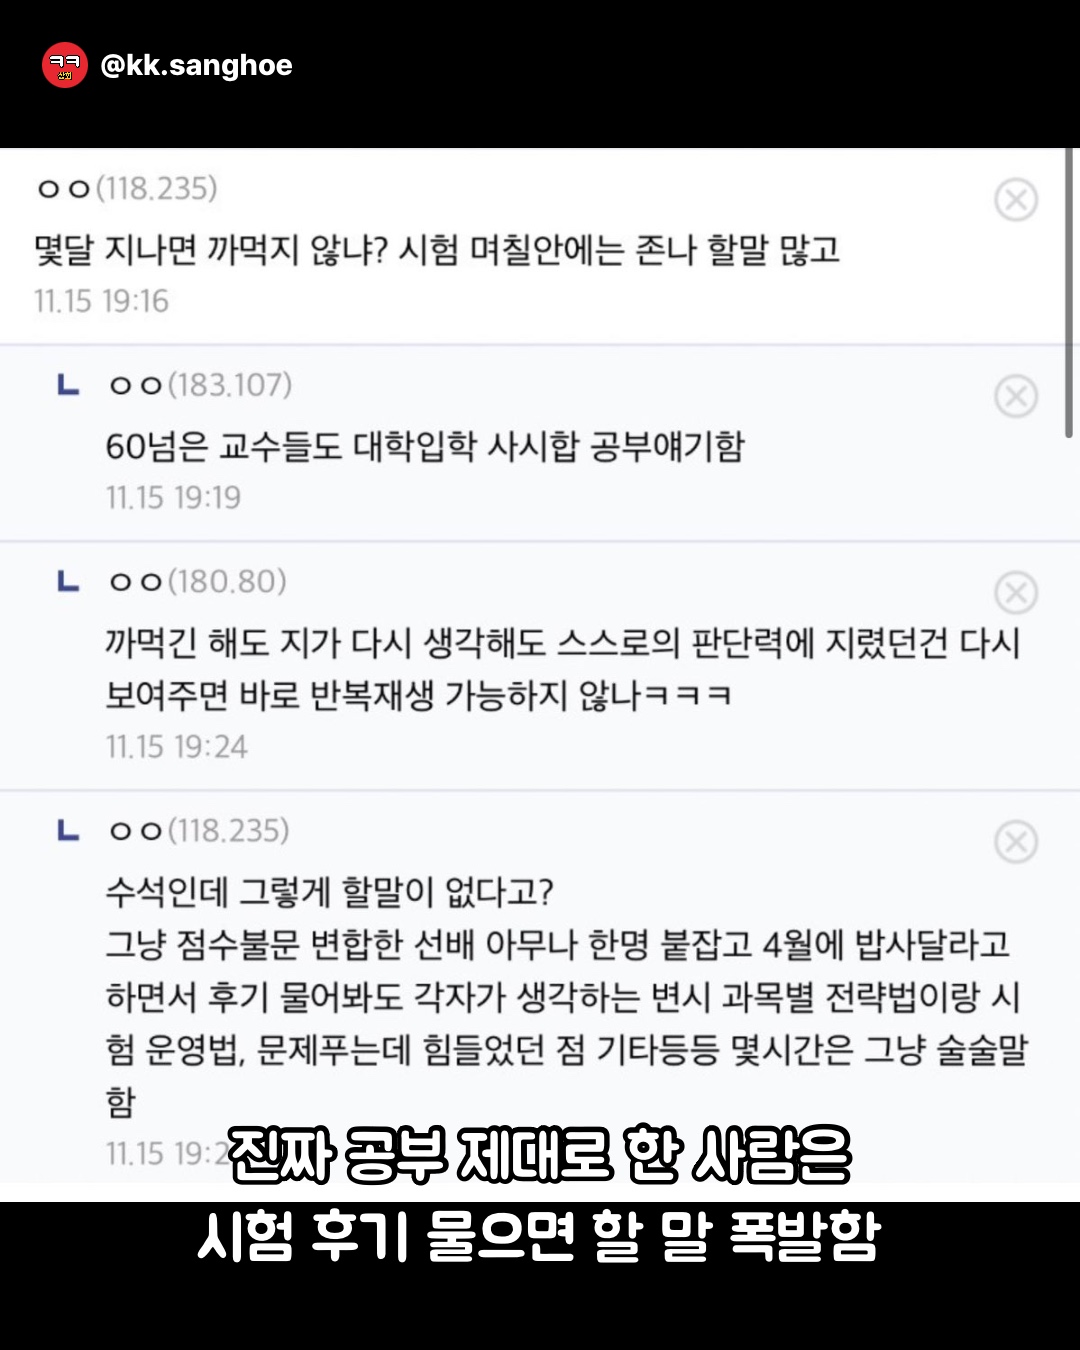 ㅋㅋ
상회
@kk.sanghoe
ㅇㅇ(118.235)
몇달 지나면 까먹지 않냐? 시험 며칠안에는 존나 할말 많고
11.15 19:16
ㄴ ㅇㅇ(183.107)
60넘은 교수들도 대학입학 사시합 공부얘기함
11.15 19:19
ㄴ ㅇㅇ(180.80)
까먹긴 해도 지가 다시 생각해도 스스로의 판단력에 지렸던건 다시
보여주면 바로 반복재생 가능하지 않나ㅋㅋㅋ
11.15 19:24
ㄴ ㅇㅇ(118.235)
수석인데 그렇게 할말이 없다고?
그냥 점수불문 변합한 선배 아무나 한명 붙잡고 4월에 밥사달라고
하면서 후기 물어봐도 각자가 생각하는 변시 과목별 전략법이랑 시
험 운영법, 문제푸는데 힘들었던 점 기타등등 몇시간은 그냥 술술말
함
11.15
진짜 공부 제대로 한 사람은
시험 후기 물으면 할 말 폭발함